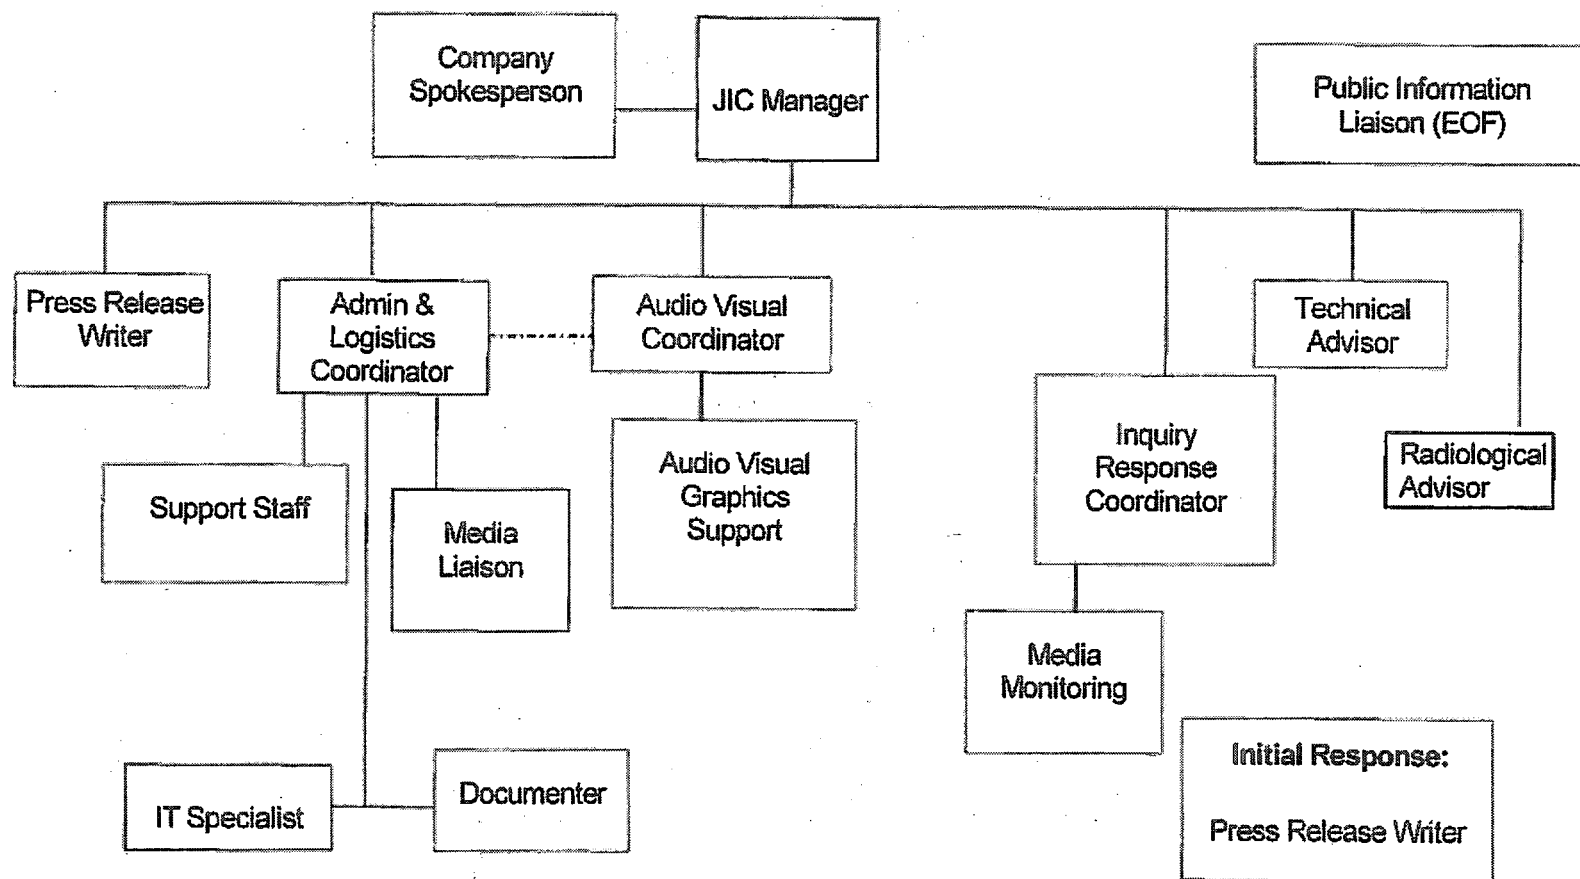 Company
Spokesperson
JIC Manager
Public Information
Liaison (EOF)
Press Release
Writer
Admin &
Logistics
Coordinator
Audio Visual
Coordinator
Technical
Advisor
Inquiry
Response
Coordinator
Radiological
Advisor
Support Staff
Media
Liaison
Audio Visual
Graphics
Support
Media
Monitoring
IT Specialist
Documenter
Initial Response:
Press Release Writer